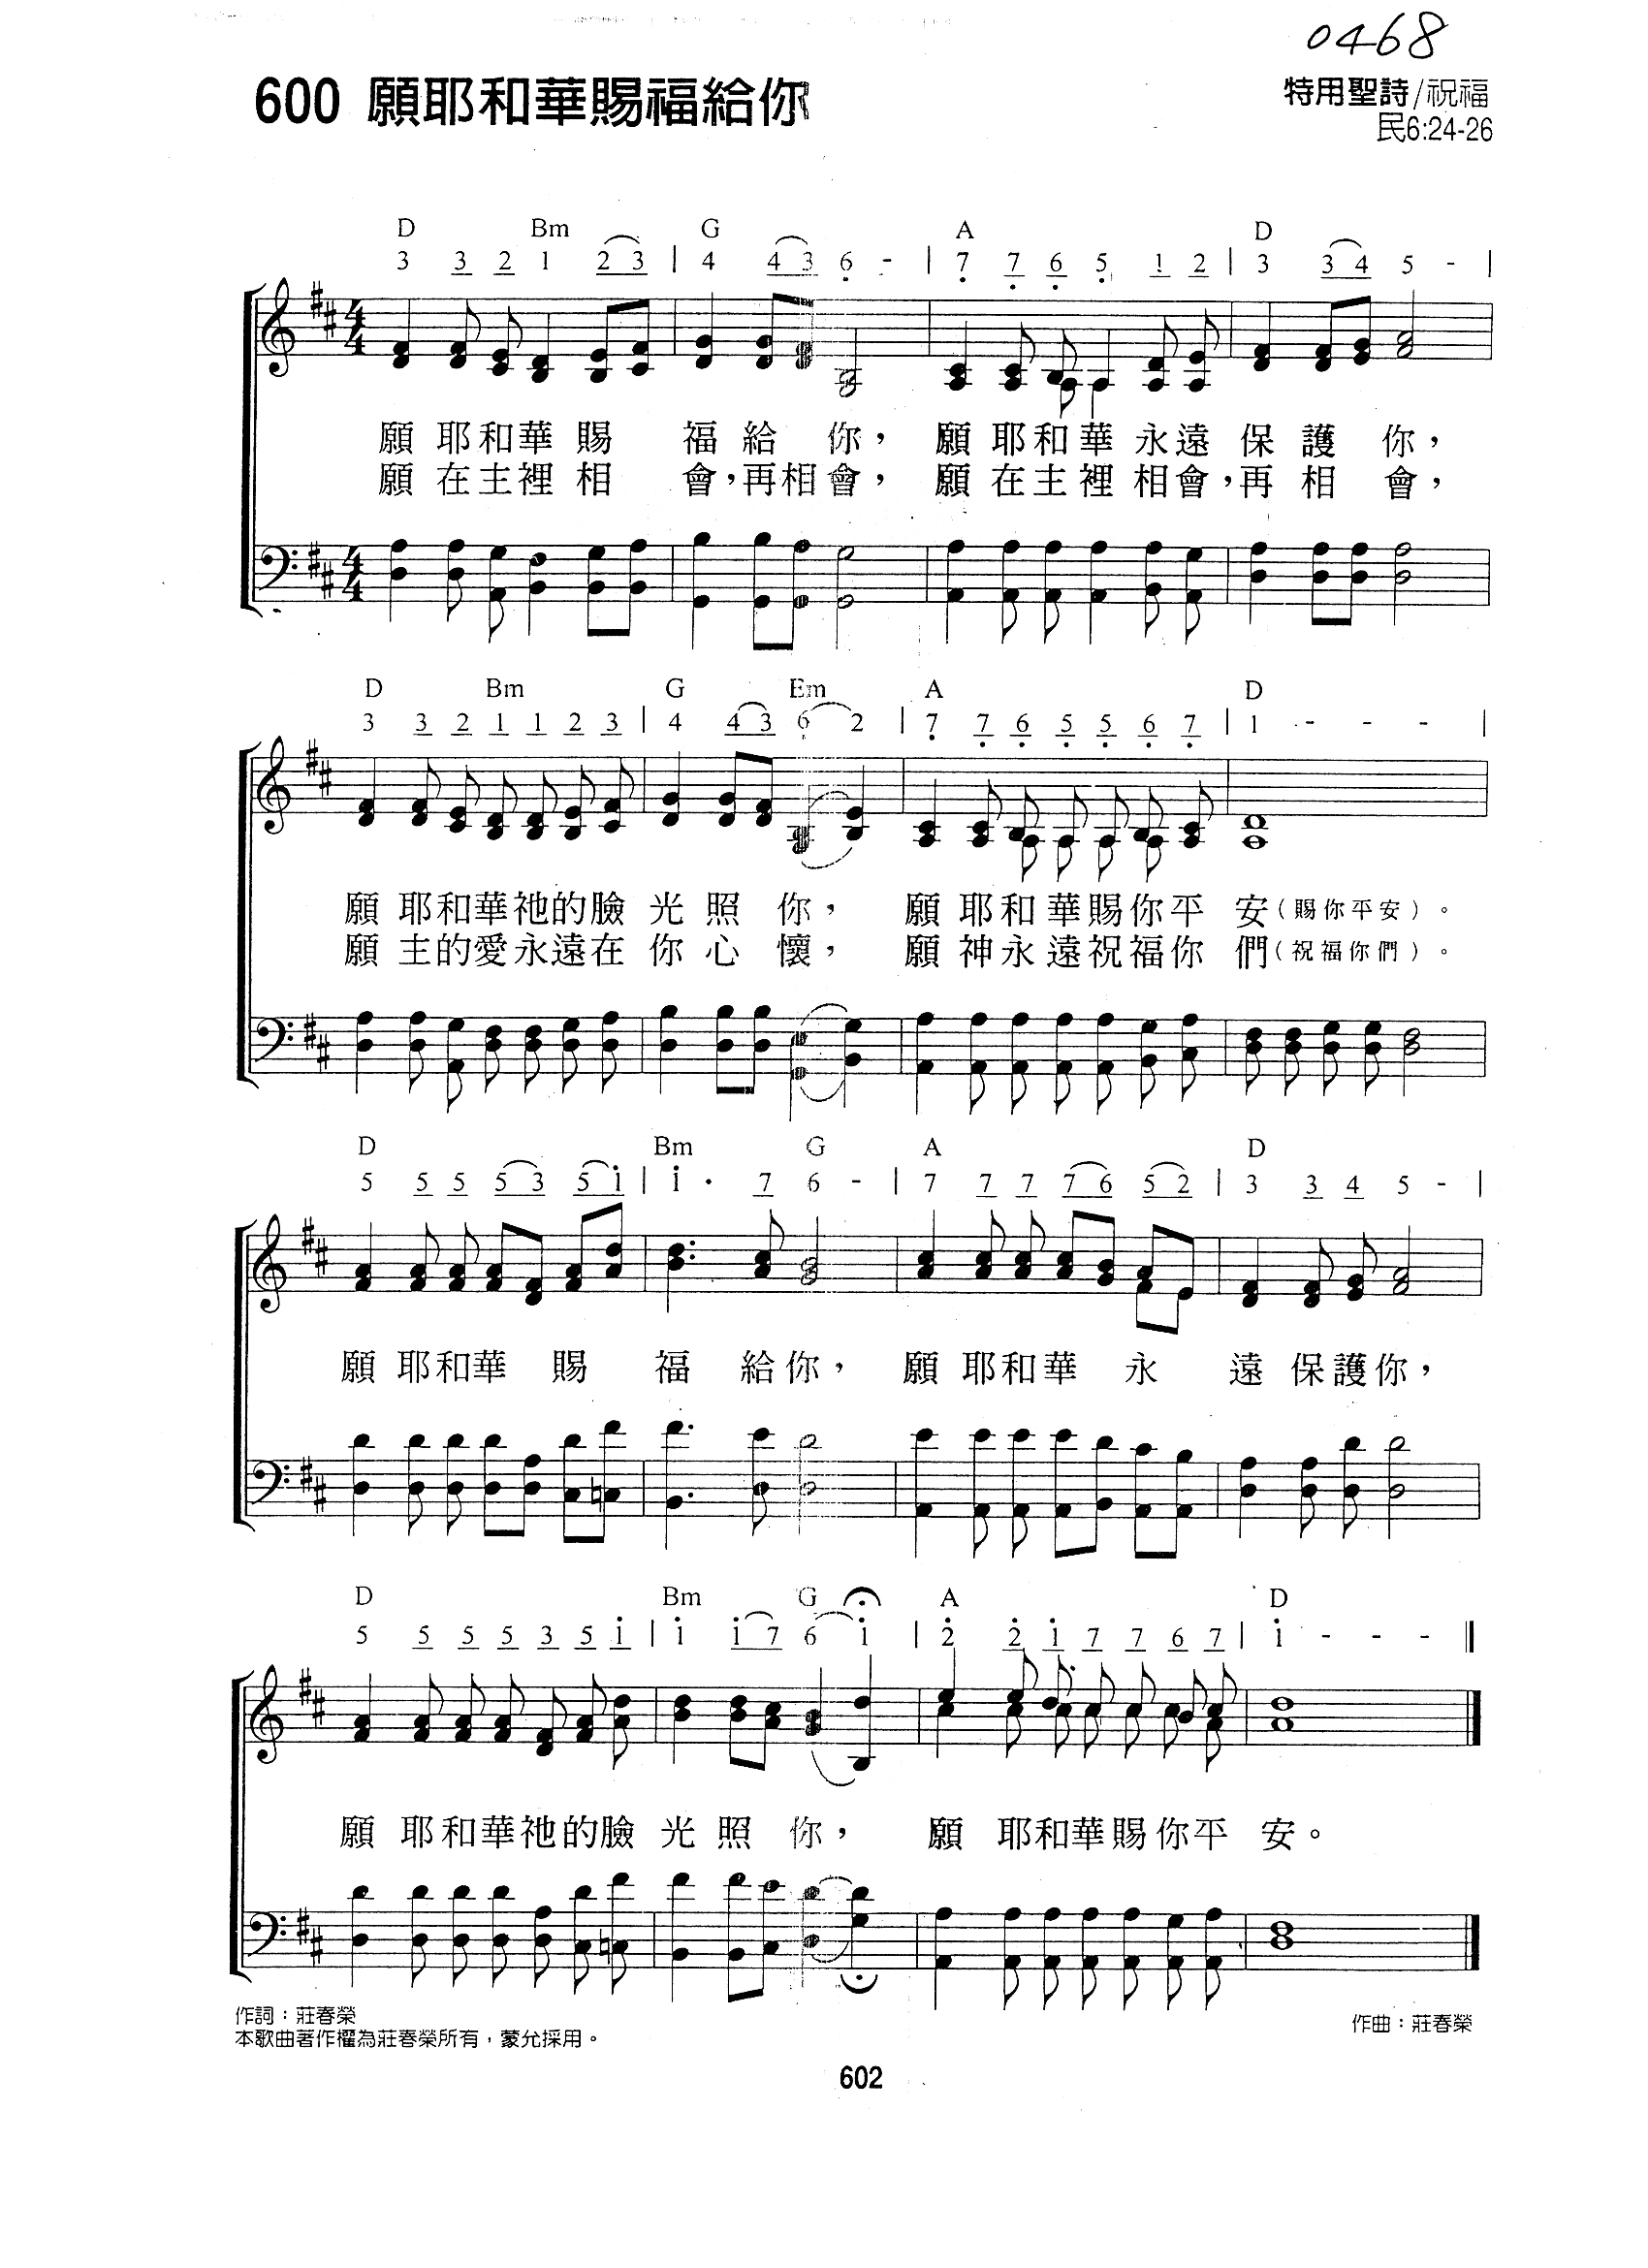 0468
600 願耶和華賜福給你
特用聖詩/祝福
民6:24-26
D Bm G A D
3 3 2 1 2 3 | 4 4 3 6 - | 7 7 6 5 1 2 | 3 3 4 5 - |
願耶和華賜 福給 你，願耶和華永遠保護 你，
願在主裡相 會，再相會，願在主裡相會，再相 會，
D Bm G Em A D
3 3 2 1 1 2 3 | 4 4 3 6 2 | 7 7 6 5 5 6 7 | 1 - - - |
願耶和華祂的臉光照 你，願耶和華賜你平安（賜你平安）。
願主的愛永遠在你心 懷，願神永遠祝福你們（祝福你們）。
D Bm G A D
5 5 5 5 3 5 1 | 1 · 7 6 - | 7 7 7 7 6 5 2 | 3 3 4 5 - |
願耶和華 賜 福 給你，願耶和華 永 遠保護你，
D Bm G A D
5 5 5 5 3 5 1 | 1 1 7 6 1 | 2 2 1 7 7 6 7 | 1 - - - ‖
願耶和華祂的臉光照 你，願耶和華賜你平安。
作詞：莊春榮
本歌曲著作權為莊春榮所有，蒙允採用。
作曲：莊春榮
602